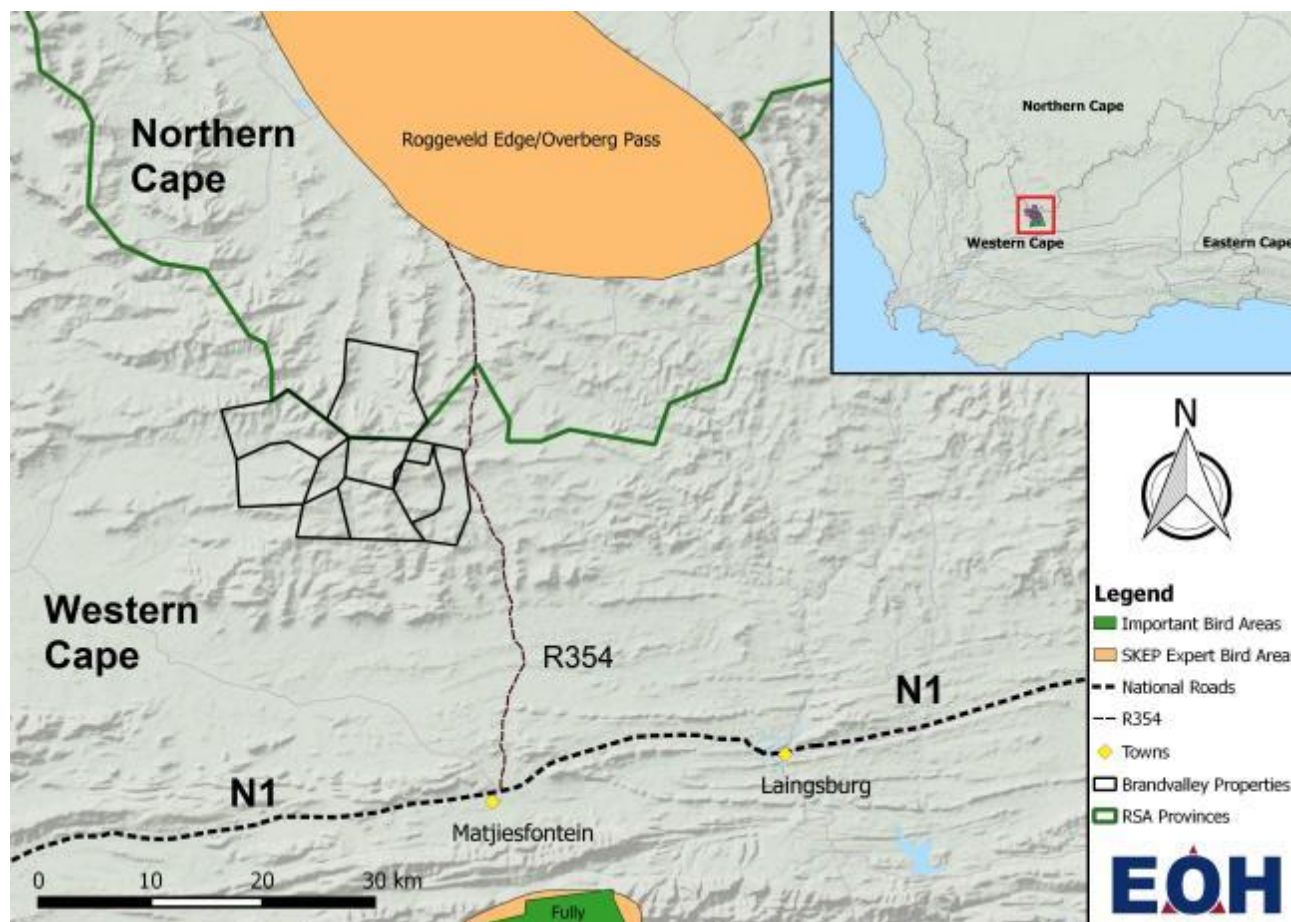 Northern
Cape
Roggeveld Edge/Overberg Pass
Northern Cape
Western Cape
Eastern Cape
Western
Cape
R354
N1
N1
Laingsburg
Matjiesfontein
0 10 20 30 km
Fully
N
Legend
Important Bird Areas
SKEP Expert Bird Area
National Roads
R354
Towns
Brandvalley Properties
RSA Provinces
EOH